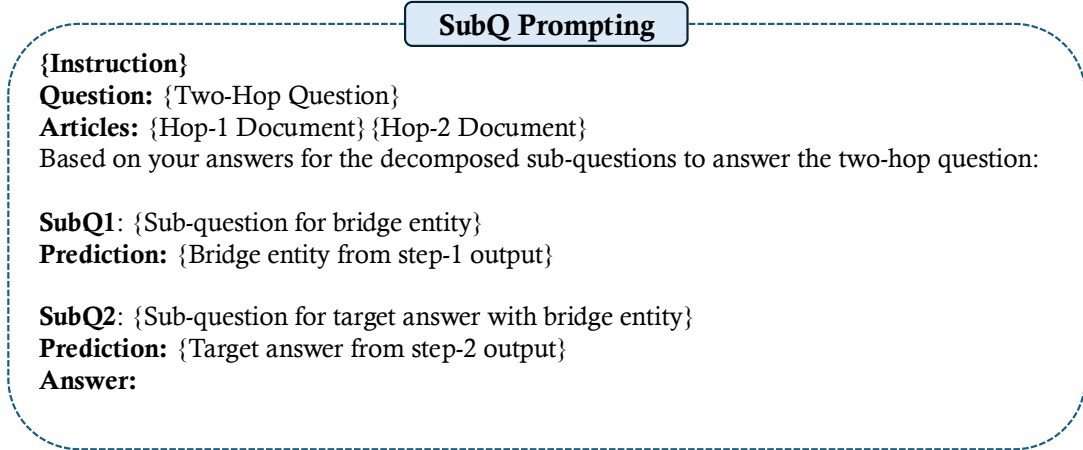 SubQ Prompting
{Instruction}
Question: {Two-Hop Question}
Articles: {Hop-1 Document} {Hop-2 Document}
Based on your answers for the decomposed sub-questions to answer the two-hop question:
SubQ1: {Sub-question for bridge entity}
Prediction: {Bridge entity from step-1 output}
SubQ2: {Sub-question for target answer with bridge entity}
Prediction: {Target answer from step-2 output}
Answer: